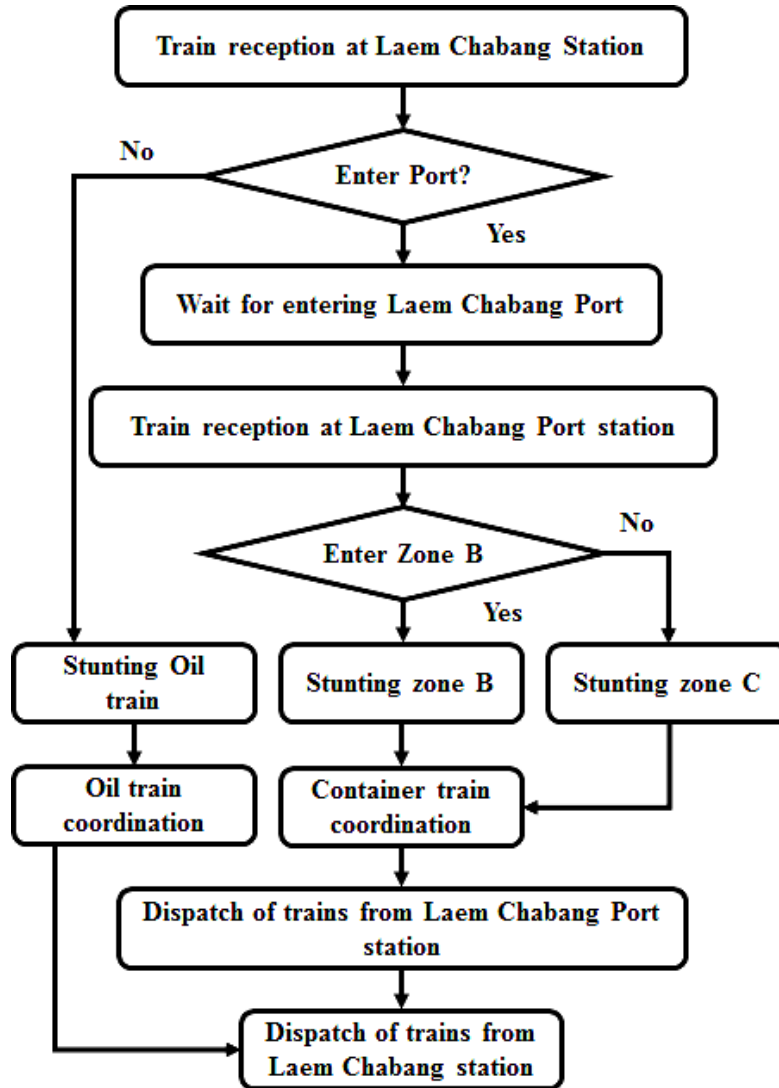 Train reception at Laem Chabang Station
No
Enter Port?
Yes
Wait for entering Laem Chabang Port
Train reception at Laem Chabang Port station
No
Enter Zone B
Yes
Stunting Oil
train
Stunting zone B
Stunting zone C
Oil train
coordination
Container train
coordination
Dispatch of trains from Laem Chabang Port
station
Dispatch of trains from
Laem Chabang station